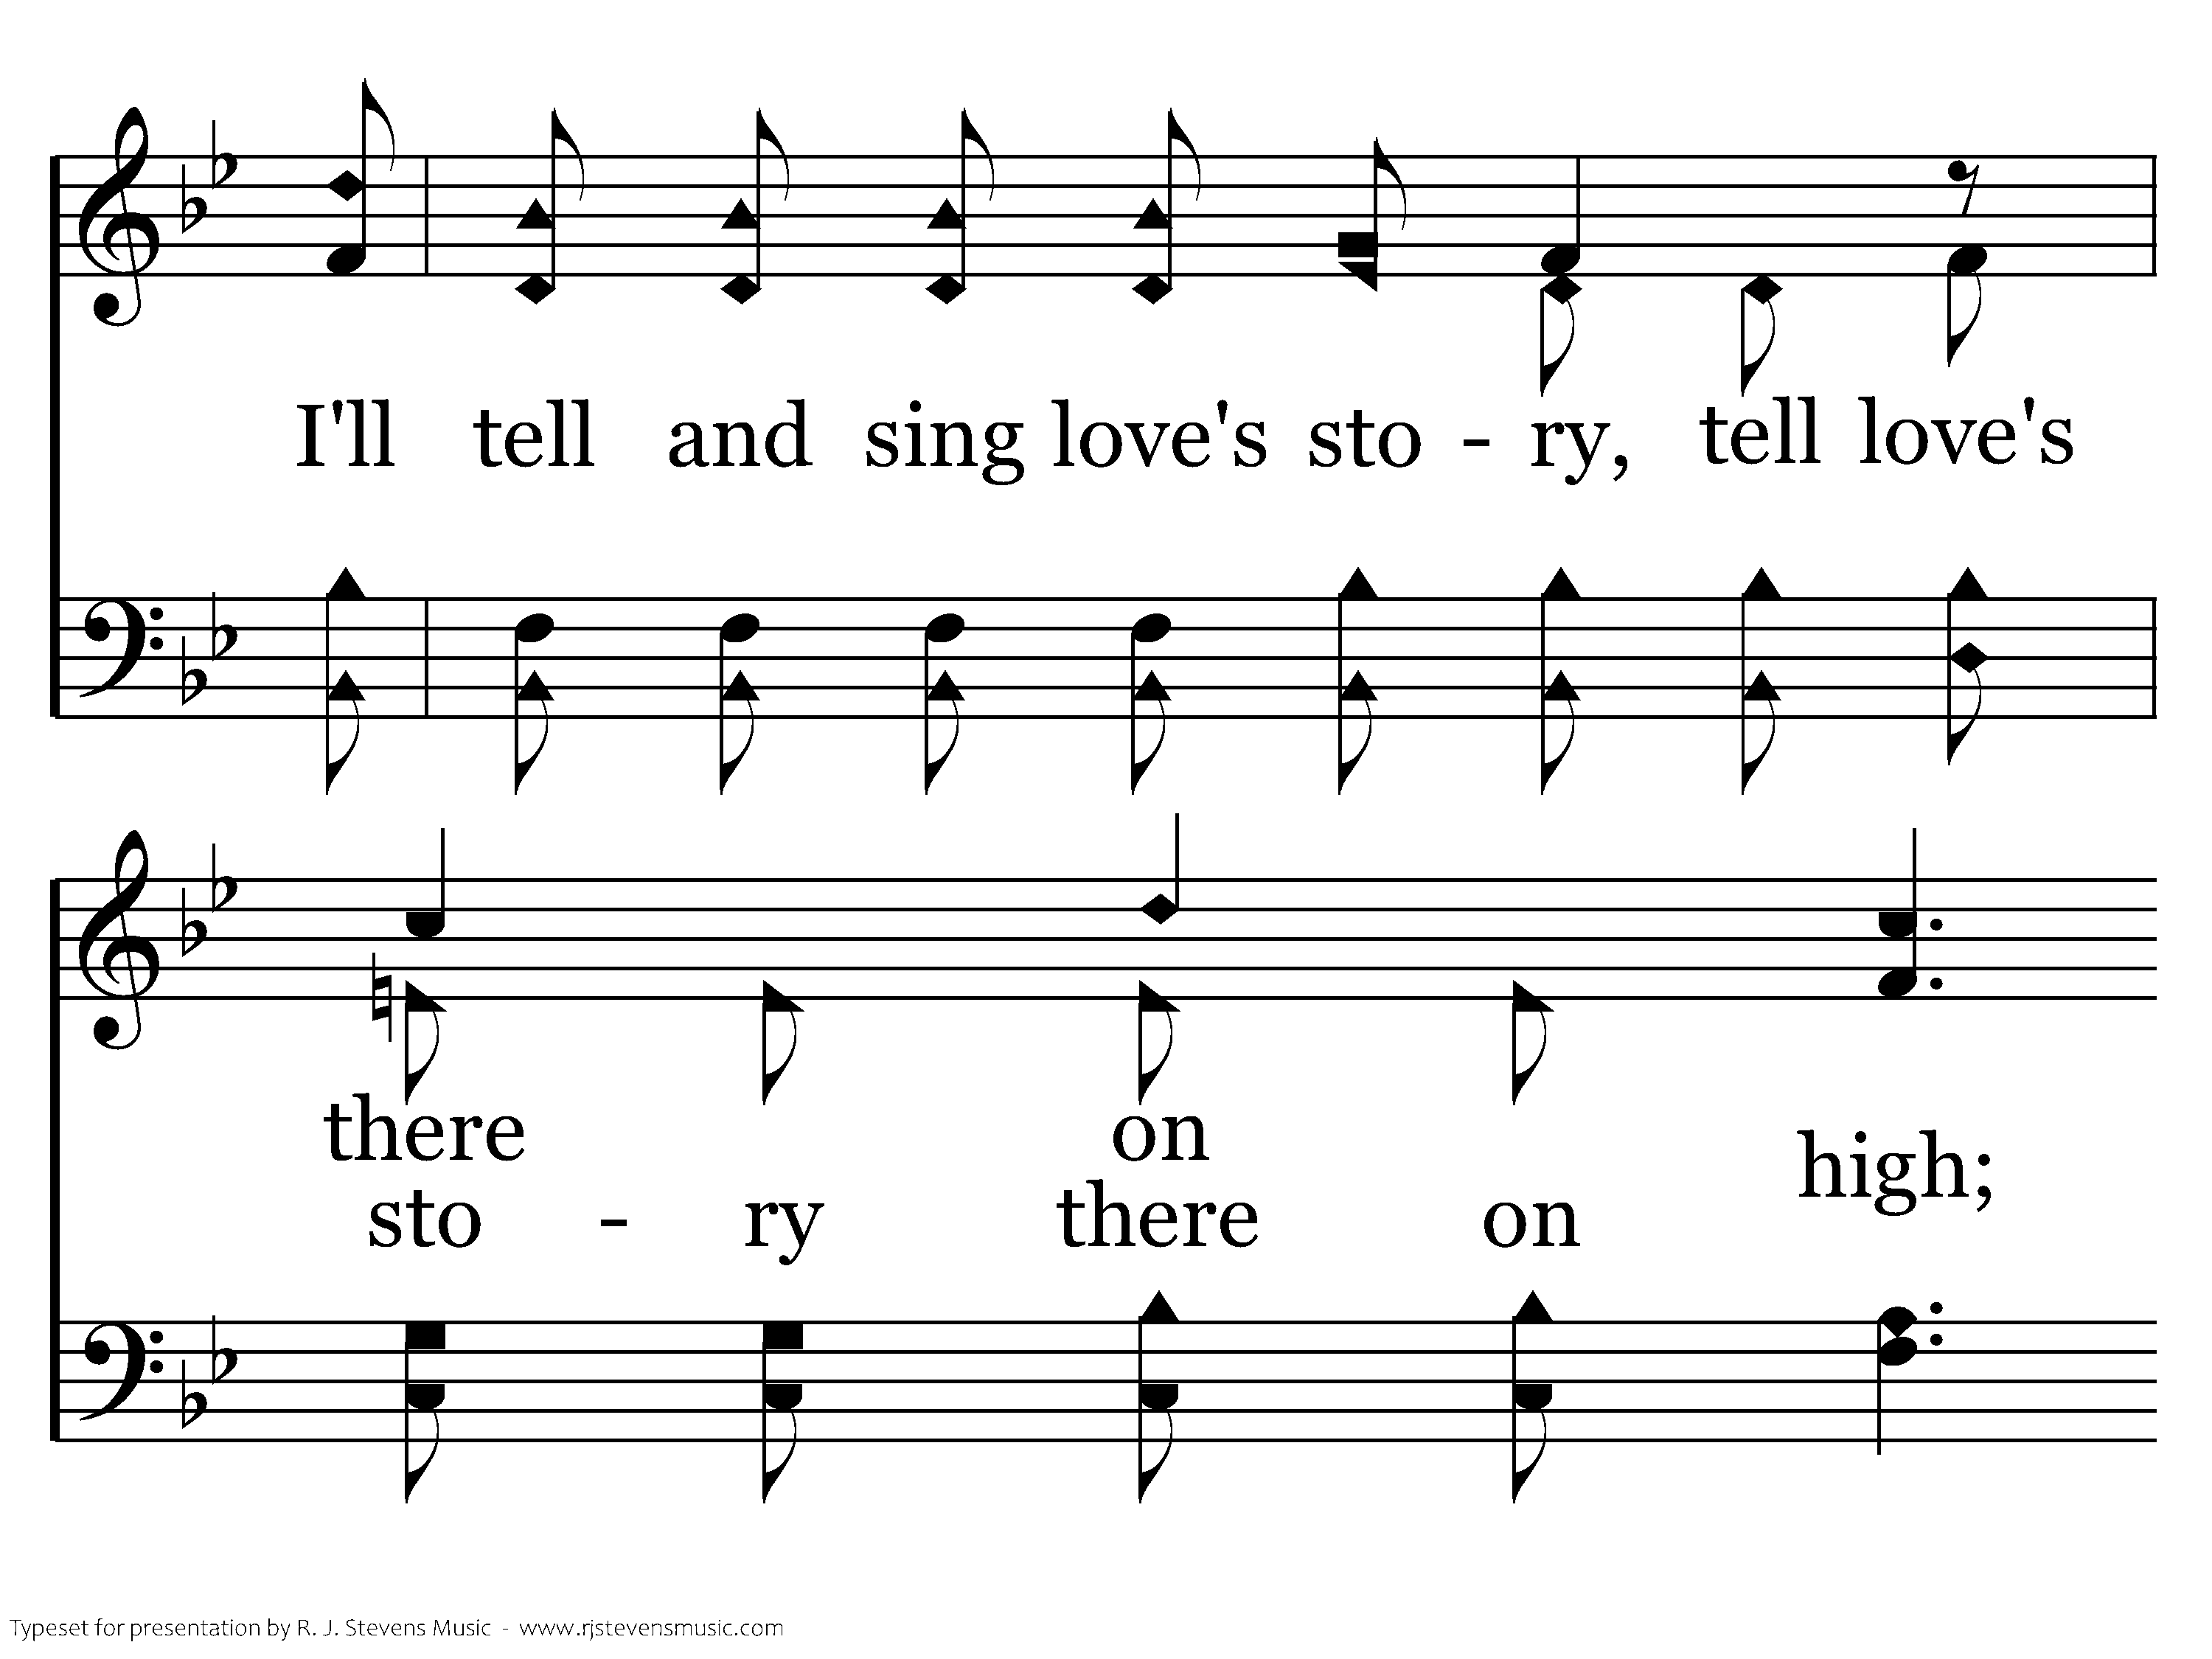 I'll tell and sing love's sto - ry, tell love's
there on high;
sto - ry there on
Typeset for presentation by R. J. Stevens Music - www.rjstevensmusic.com